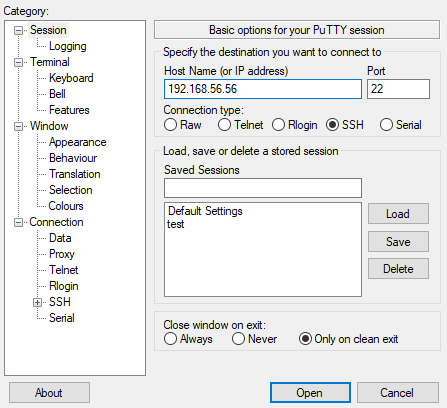 Category:
Session
Logging
Terminal
Keyboard
Bell
Features
Window
Appearance
Behaviour
Translation
Selection
Colours
Connection
Data
Proxy
Telnet
Rlogin
SSH
Serial
Basic options for your PuTTY session
Specify the destination you want to connect to
Host Name (or IP address) Port
192.168.56.56 22
Connection type:
Raw Telnet Rlogin SSH Serial
Load, save or delete a stored session
Saved Sessions
Default Settings
test
Load
Save
Delete
Close window on exit:
Always Never Only on clean exit
About Open Cancel